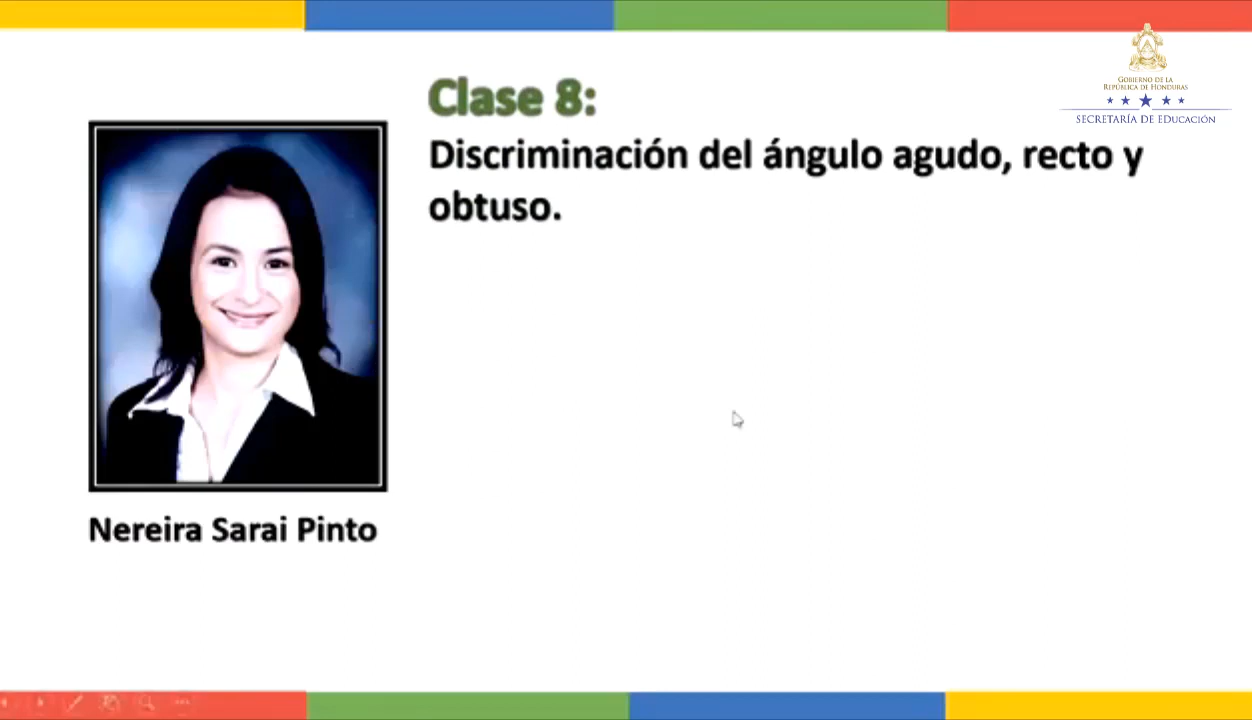 Clase 8:
Discriminación del ángulo agudo, recto y
obtuso.
GOBIERNO DE LA
REPÚBLICA DE HONDURAS
SECRETARÍA DE EDUCACIÓN
Nereira Sarai Pinto